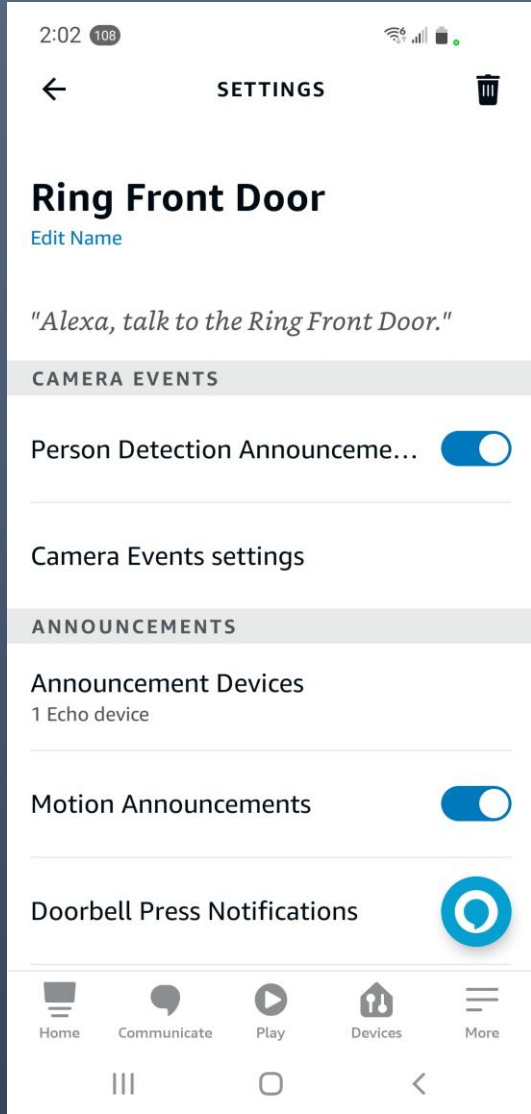 2:02 108
SETTINGS
Ring Front Door
Edit Name
"Alexa, talk to the Ring Front Door."
CAMERA EVENTS
Person Detection Announceme...
Camera Events settings
ANNOUNCEMENTS
Announcement Devices
1 Echo device
Motion Announcements
Doorbell Press Notifications
Home Communicate Play Devices More